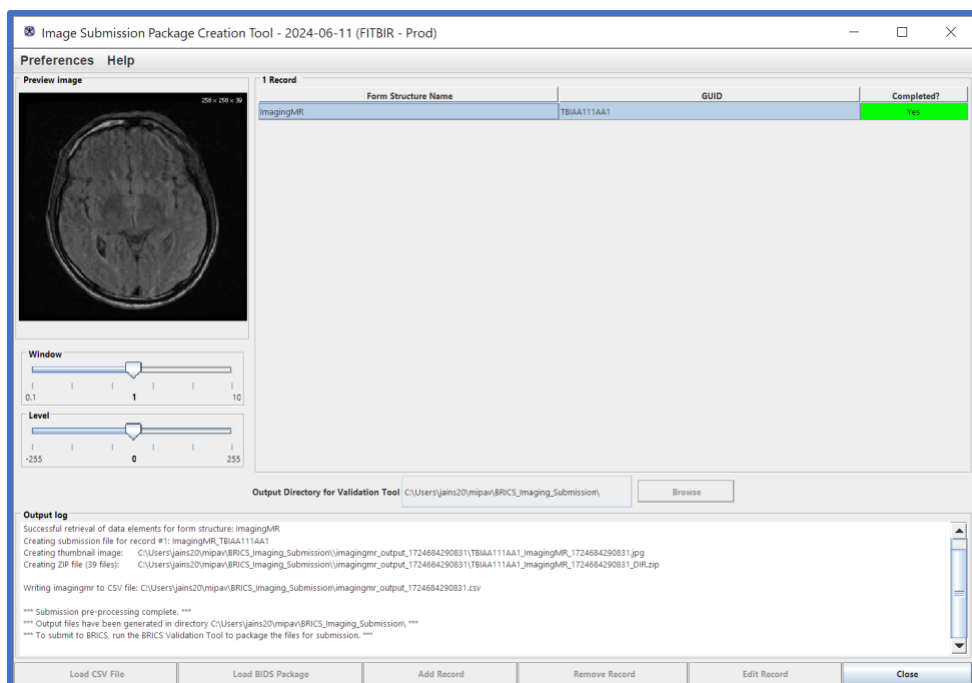 Image Submission Package Creation Tool - 2024-06-11 (FITBIR - Prod)
Preferences Help
Preview image
256 × 256 × 39
Window
0.1 1 10
Level
-255 0 255
1 Record
Form Structure Name GUID Completed?
ImagingMR TBIAA111AA1 Yes
Output Directory for Validation Tool C:\Users\jains20\mipav\BRICS_Imaging_Submission\ Browse
Output log
Successful retrieval of data elements for form structure: ImagingMR
Creating submission file for record #1: ImagingMR_TBIAA111AA1
Creating thumbnail image: C:\Users\jains20\mipav\BRICS_Imaging_Submission\\imagingmr_output_1724684290831\TBIAA111AA1_ImagingMR_1724684290831.jpg
Creating ZIP file (39 files): C:\Users\jains20\mipav\BRICS_Imaging_Submission\\imagingmr_output_1724684290831\TBIAA111AA1_ImagingMR_1724684290831_DIR.zip
Writing imagingmr to CSV file: C:\Users\jains20\mipav\BRICS_Imaging_Submission\imagingmr_output_1724684290831.csv
*** Submission pre-processing complete. ***
*** Output files have been generated in directory C:\Users\jains20\mipav\BRICS_Imaging_Submission\ ***
*** To submit to BRICS, run the BRICS Validation Tool to package the files for submission. ***
Load CSV File Load BIDS Package Add Record Remove Record Edit Record Close